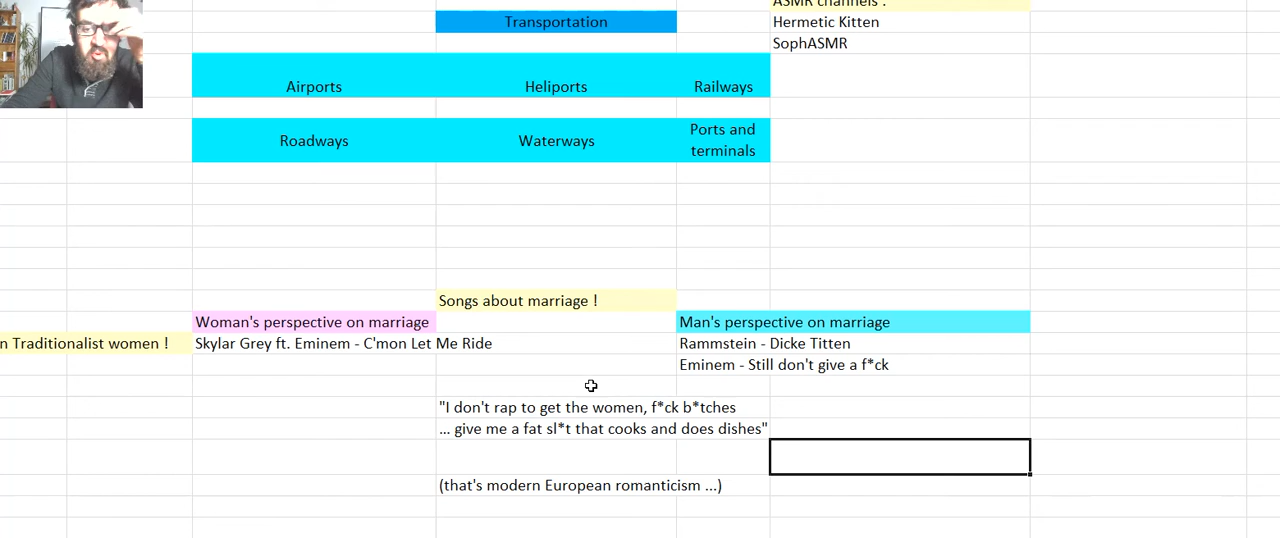 ASMR channels :
Transportation
Hermetic Kitten
SophASMR
Airports
Heliports
Railways
Roadways
Waterways
Ports and
terminals
Songs about marriage !
Woman's perspective on marriage
Man's perspective on marriage
n Traditionalist women !
Skylar Grey ft. Eminem - C'mon Let Me Ride
Rammstein - Dicke Titten
Eminem - Still don't give a f*ck
"I don't rap to get the women, f*ck b*tches
... give me a fat sl*t that cooks and does dishes"
(that's modern European romanticism ...)